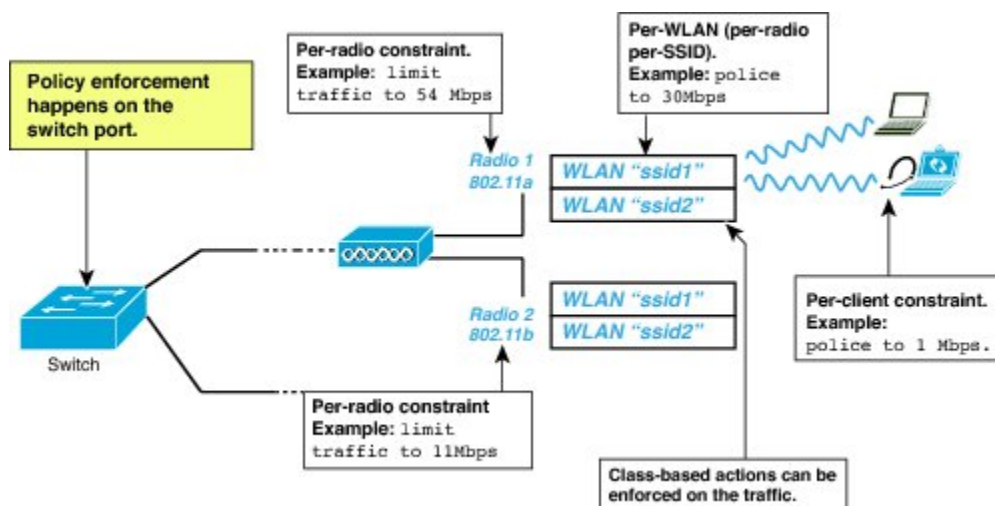 Policy enforcement
happens on the
switch port.
Per-radio constraint.
Example: limit
traffic to 54 Mbps
Per-WLAN (per-radio
per-SSID).
Example: police
to 30Mbps
Radio 1
802.11a
WLAN “ssid1”
WLAN “ssid2”
Radio 2
802.11b
WLAN “ssid1”
WLAN “ssid2”
Per-client constraint.
Example:
police to 1 Mbps.
Switch
Per-radio constraint
Example: limit
traffic to 11Mbps
Class-based actions can be
enforced on the traffic.